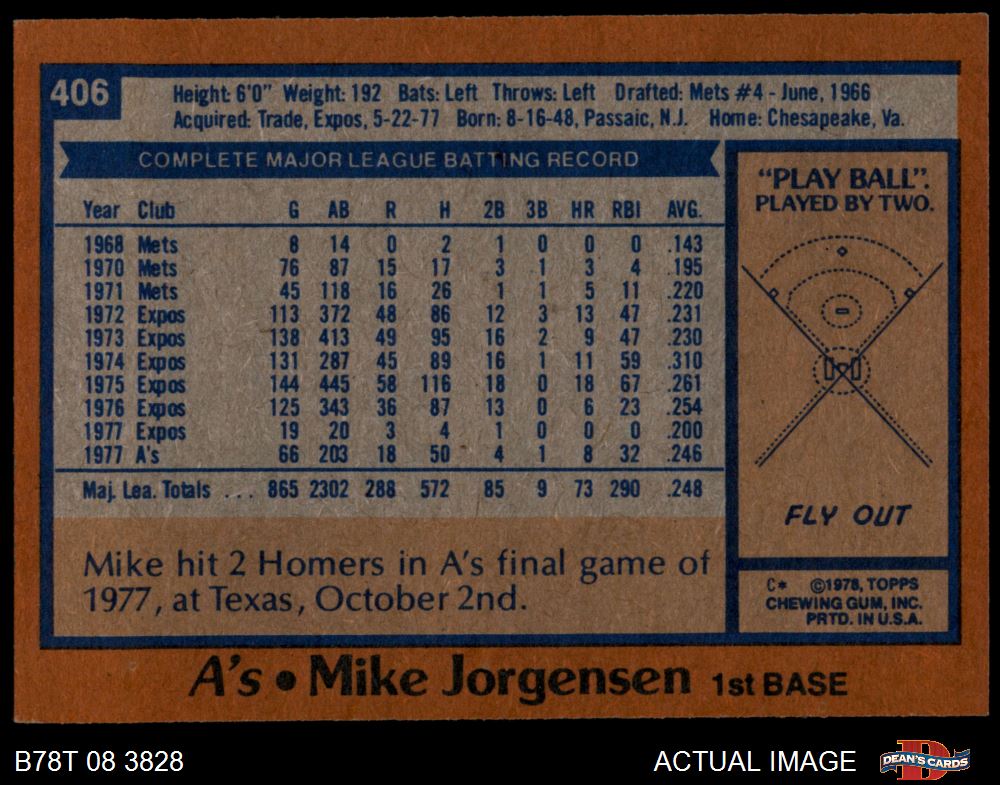 406
Height: 6'0" Weight: 192 Bats: Left Throws: Left Drafted: Mets #4 - June, 1966
Acquired: Trade, Expos, 5-22-77 Born: 8-16-48, Passaic, N.J. Home: Chesapeake, Va.
COMPLETE MAJOR LEAGUE BATTING RECORD
Year Club G AB R H 2B 3B HR RBI AVG.
1968 Mets 8 14 0 2 1 0 0 0 .143
1970 Mets 76 87 15 17 3 1 3 4 .195
1971 Mets 45 118 16 26 1 1 5 11 .220
1972 Expos 113 372 48 86 12 3 13 47 .231
1973 Expos 138 413 49 95 16 2 9 47 .230
1974 Expos 131 287 45 89 16 1 11 59 .310
1975 Expos 144 445 58 116 18 0 18 67 .261
1976 Expos 125 343 36 87 13 0 6 23 .254
1977 Expos 19 20 3 4 1 0 0 0 .200
1977 A's 66 203 18 50 4 1 8 32 .246
Maj. Lea. Totals ... 865 2302 288 572 85 9 73 290 .248
Mike hit 2 Homers in A's final game of
1977, at Texas, October 2nd.
"PLAY BALL".
PLAYED BY TWO.
FLY OUT
C* ©1978, TOPPS
CHEWING GUM, INC.
PRTD. IN U.S.A.
A's • Mike Jorgensen 1st BASE
B78T 08 3828
ACTUAL IMAGE
DEAN'S CARDS